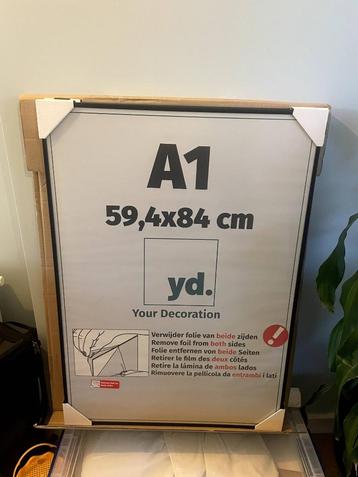 A1
59,4x84 cm
yd.
Your Decoration
Verwijder folie van beide zijden
Remove foil from both sides
Folie entfernen von beide Seiten
Retirer le film des deux côtés
Retire la lámina de ambos lados
Rimuovere la pellicola da entrambi i lati
!